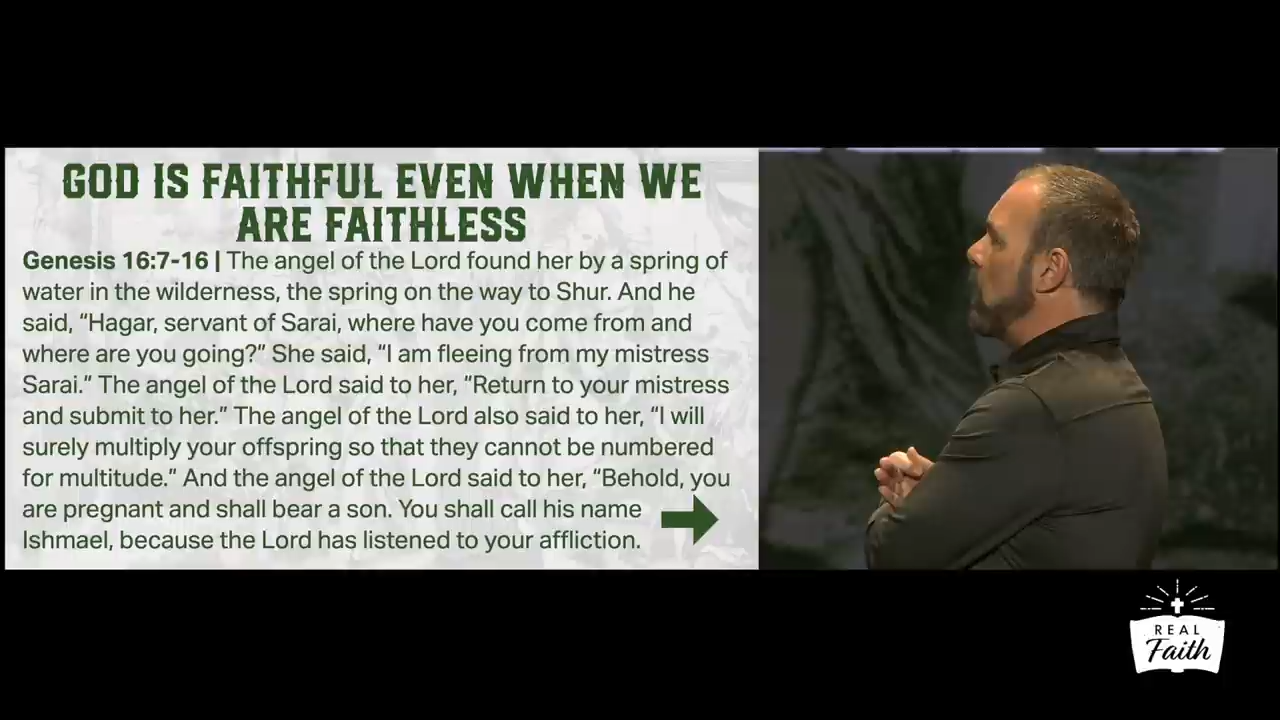 GOD IS FAITHFUL EVEN WHEN WE
ARE FAITHLESS
Genesis 16:7-16 | The angel of the Lord found her by a spring of
water in the wilderness, the spring on the way to Shur. And he
said, “Hagar, servant of Sarai, where have you come from and
where are you going?” She said, “I am fleeing from my mistress
Sarai.” The angel of the Lord said to her, “Return to your mistress
and submit to her.” The angel of the Lord also said to her, “I will
surely multiply your offspring so that they cannot be numbered
for multitude.” And the angel of the Lord said to her, “Behold, you
are pregnant and shall bear a son. You shall call his name
Ishmael, because the Lord has listened to your affliction.
REAL
Faith